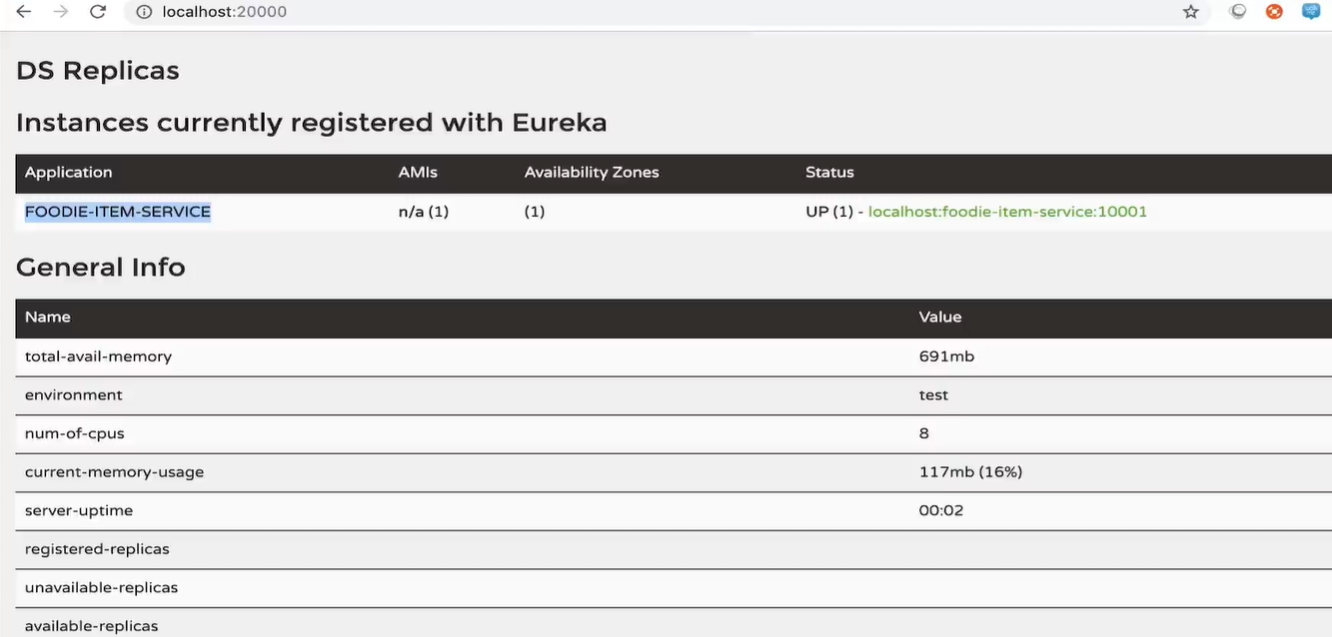 localhost:20000
DS Replicas
Instances currently registered with Eureka
Application AMIs Availability Zones Status
FOODIE-ITEM-SERVICE n/a (1) (1) UP (1) - localhost:foodie-item-service:10001
General Info
Name Value
total-avail-memory 691mb
environment test
num-of-cpus 8
current-memory-usage 117mb (16%)
server-uptime 00:02
registered-replicas
unavailable-replicas
available-replicas